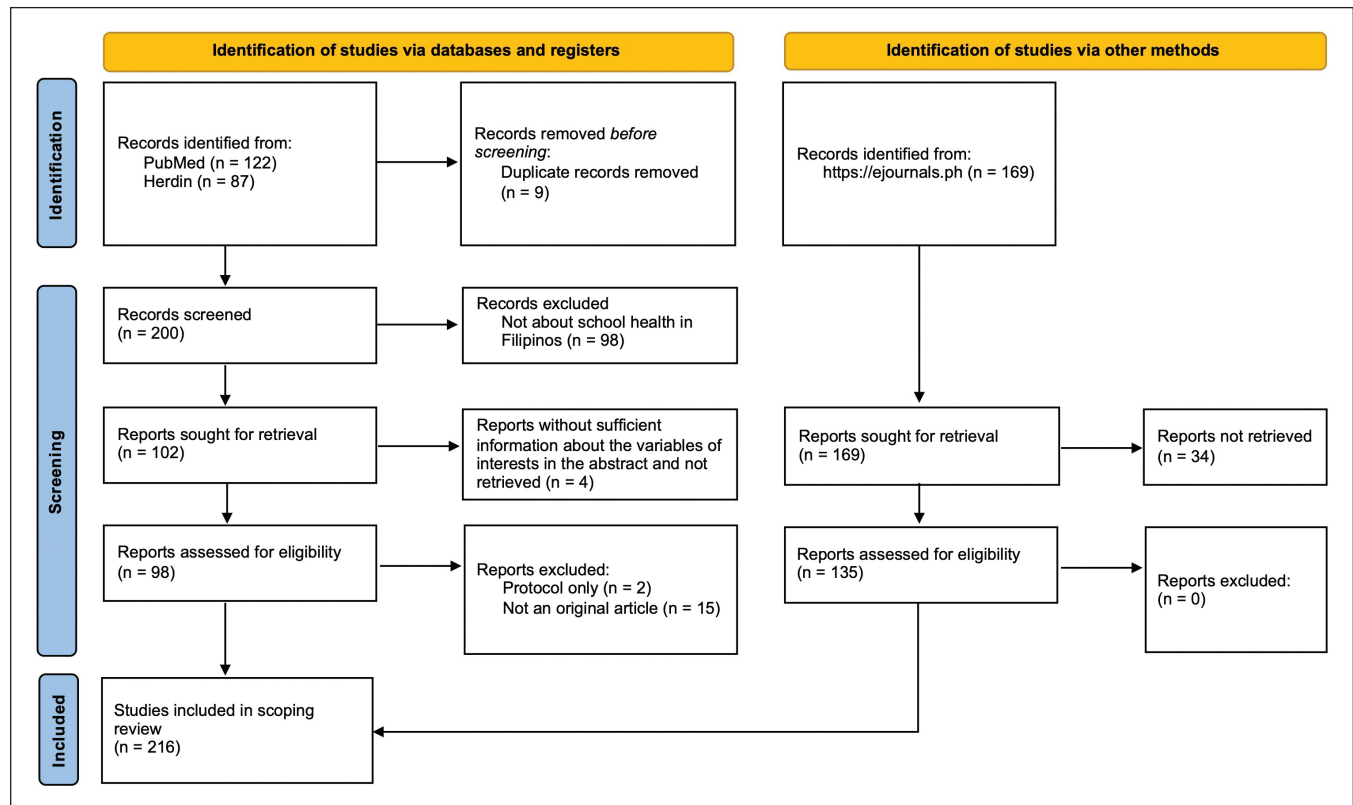 Identification of studies via databases and registers
Identification of studies via other methods
Identification
Records identified from:
PubMed (n = 122)
Herdin (n = 87)
Records removed before
screening:
Duplicate records removed
(n = 9)
Records identified from:
https://ejournals.ph (n = 169)
Screening
Records screened
(n = 200)
Records excluded
Not about school health in
Filipinos (n = 98)
Reports sought for retrieval
(n = 102)
Reports without sufficient
information about the variables of
interests in the abstract and not
retrieved (n = 4)
Reports sought for retrieval
(n = 169)
Reports not retrieved
(n = 34)
Reports assessed for eligibility
(n = 98)
Reports excluded:
Protocol only (n = 2)
Not an original article (n = 15)
Reports assessed for eligibility
(n = 135)
Reports excluded:
(n = 0)
Included
Studies included in scoping
review
(n = 216)